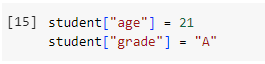 [15] student["age"] = 21
student["grade"] = "A"